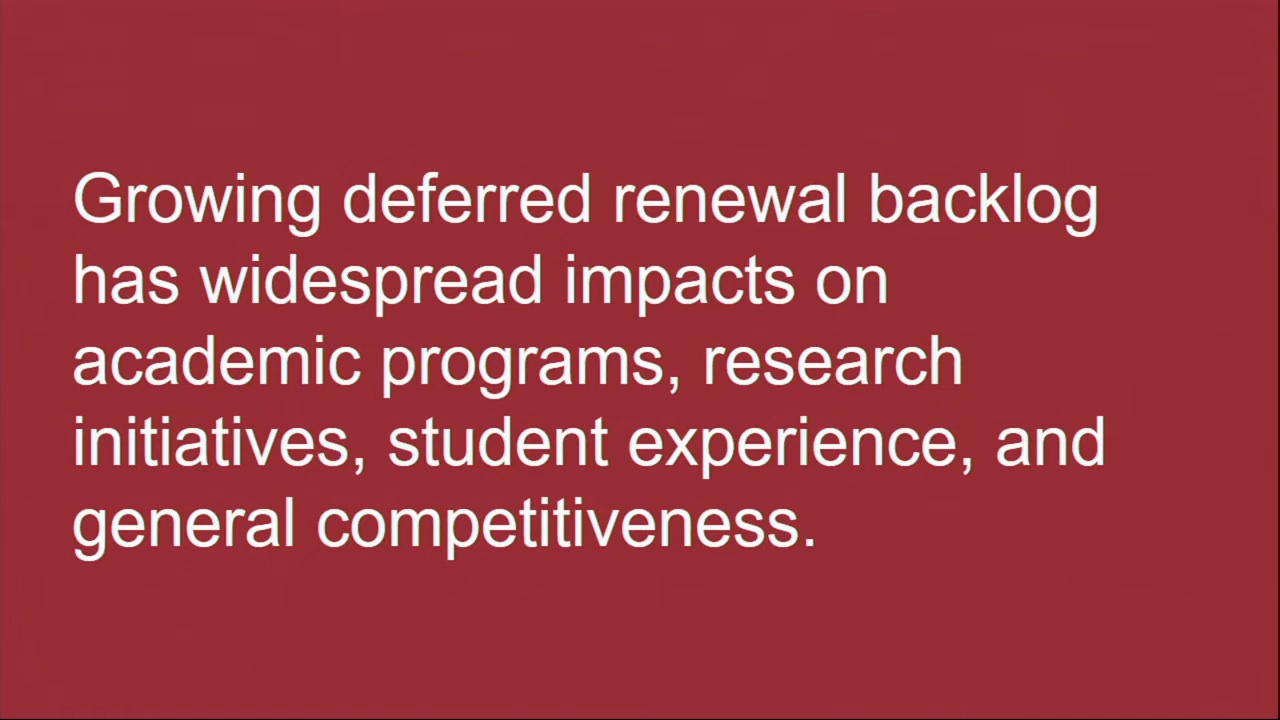 Growing deferred renewal backlog
has widespread impacts on
academic programs, research
initiatives, student experience, and
general competitiveness.